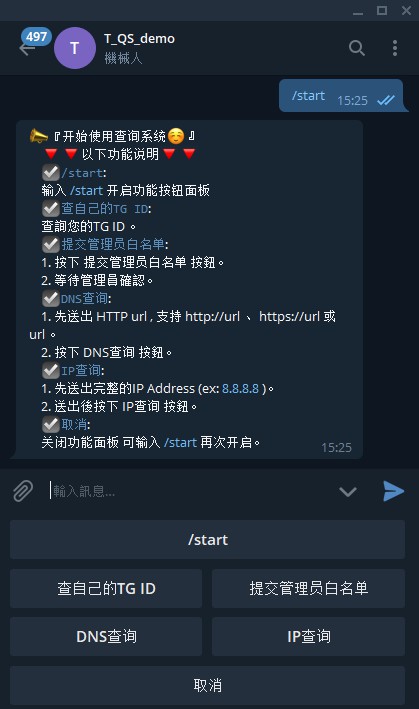 497
T
T_QS_demo
機械人
/start 15:25
『开始使用查询系统😊 』
🔻🔻以下功能说明🔻🔻
☑/start:
输入 /start 开启功能按钮面板
☑查自己的TG ID:
查詢您的TG ID 。
☑提交管理员白名单:
1. 按下 提交管理员白名单 按鈕。
2. 等待管理員確認。
☑DNS查询:
1. 先送出 HTTP url , 支持 http://url 、 https://url 或
url 。
2. 按下 DNS查询 按鈕。
☑IP查询:
1. 先送出完整的IP Address (ex: 8.8.8.8 )。
2. 送出後按下 IP查询 按鈕。
☑取消:
关闭功能面板 可输入 /start 再次开启。
15:25
輸入訊息...
/start
查自己的TG ID 提交管理员白名单
DNS查询 IP查询
取消